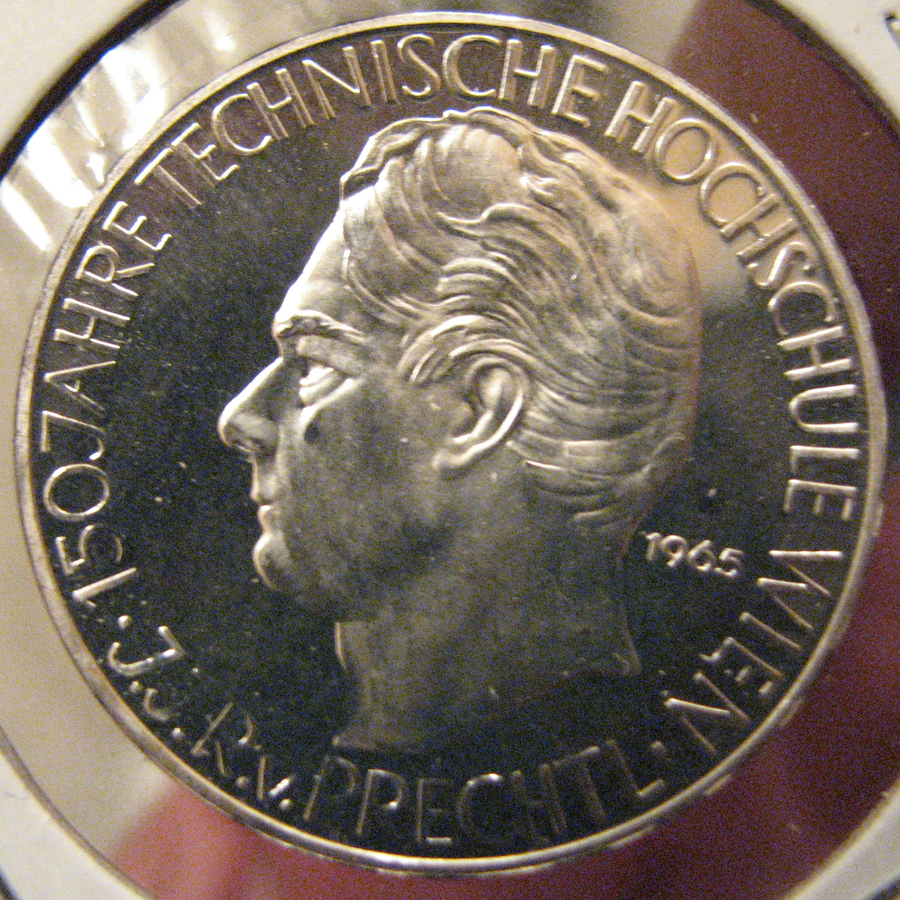 150 JAHRE TECHNISCHE HOCHSCHULE WIEN
· J.J.R.v. PRECHTL ·
1965